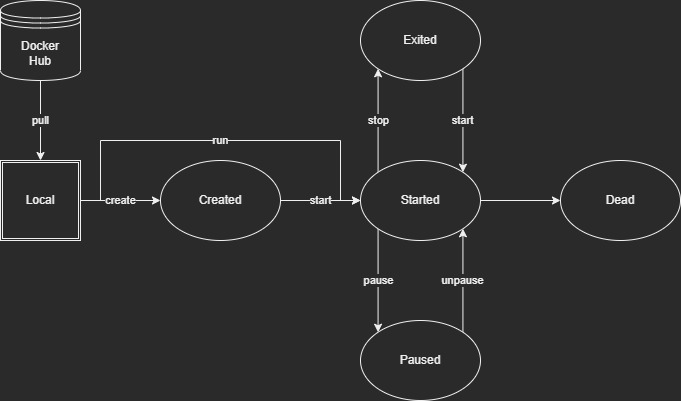 Docker
Hub
Exited
pull
stop
start
run
Local
create
Created
start
Started
Dead
pause
unpause
Paused